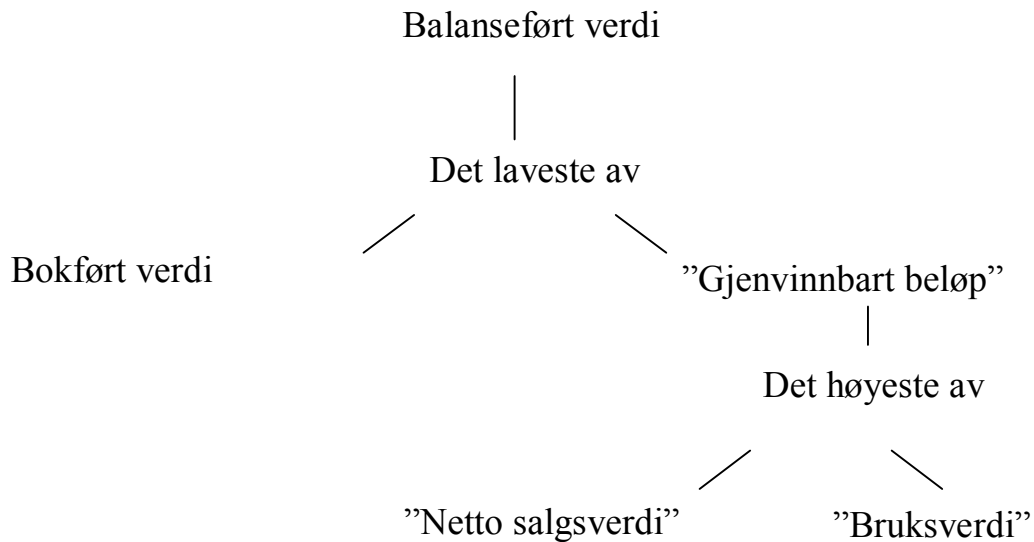 Balanseført verdi
Det laveste av
Bokført verdi
”Gjenvinnbart beløp”
Det høyeste av
”Netto salgsverdi”
”Bruksverdi”